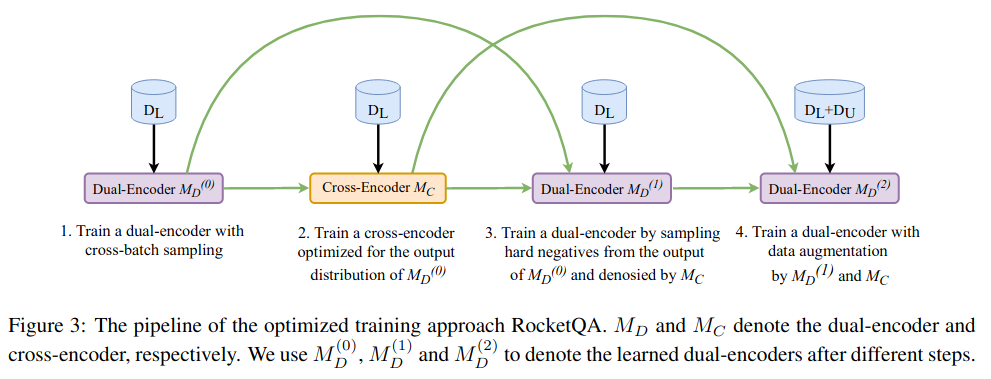 D_L
D_L
D_L
D_L+D_U
Dual-Encoder M_D^(0)
Cross-Encoder M_C
Dual-Encoder M_D^(1)
Dual-Encoder M_D^(2)
1. Train a dual-encoder with
cross-batch sampling
2. Train a cross-encoder
optimized for the output
distribution of M_D^(0)
3. Train a dual-encoder by sampling
hard negatives from the output
of M_D^(0) and denosied by M_C
4. Train a dual-encoder with
data augmentation
by M_D^(1) and M_C
Figure 3: The pipeline of the optimized training approach RocketQA. M_D and M_C denote the dual-encoder and
cross-encoder, respectively. We use M_D^(0), M_D^(1) and M_D^(2) to denote the learned dual-encoders after different steps.